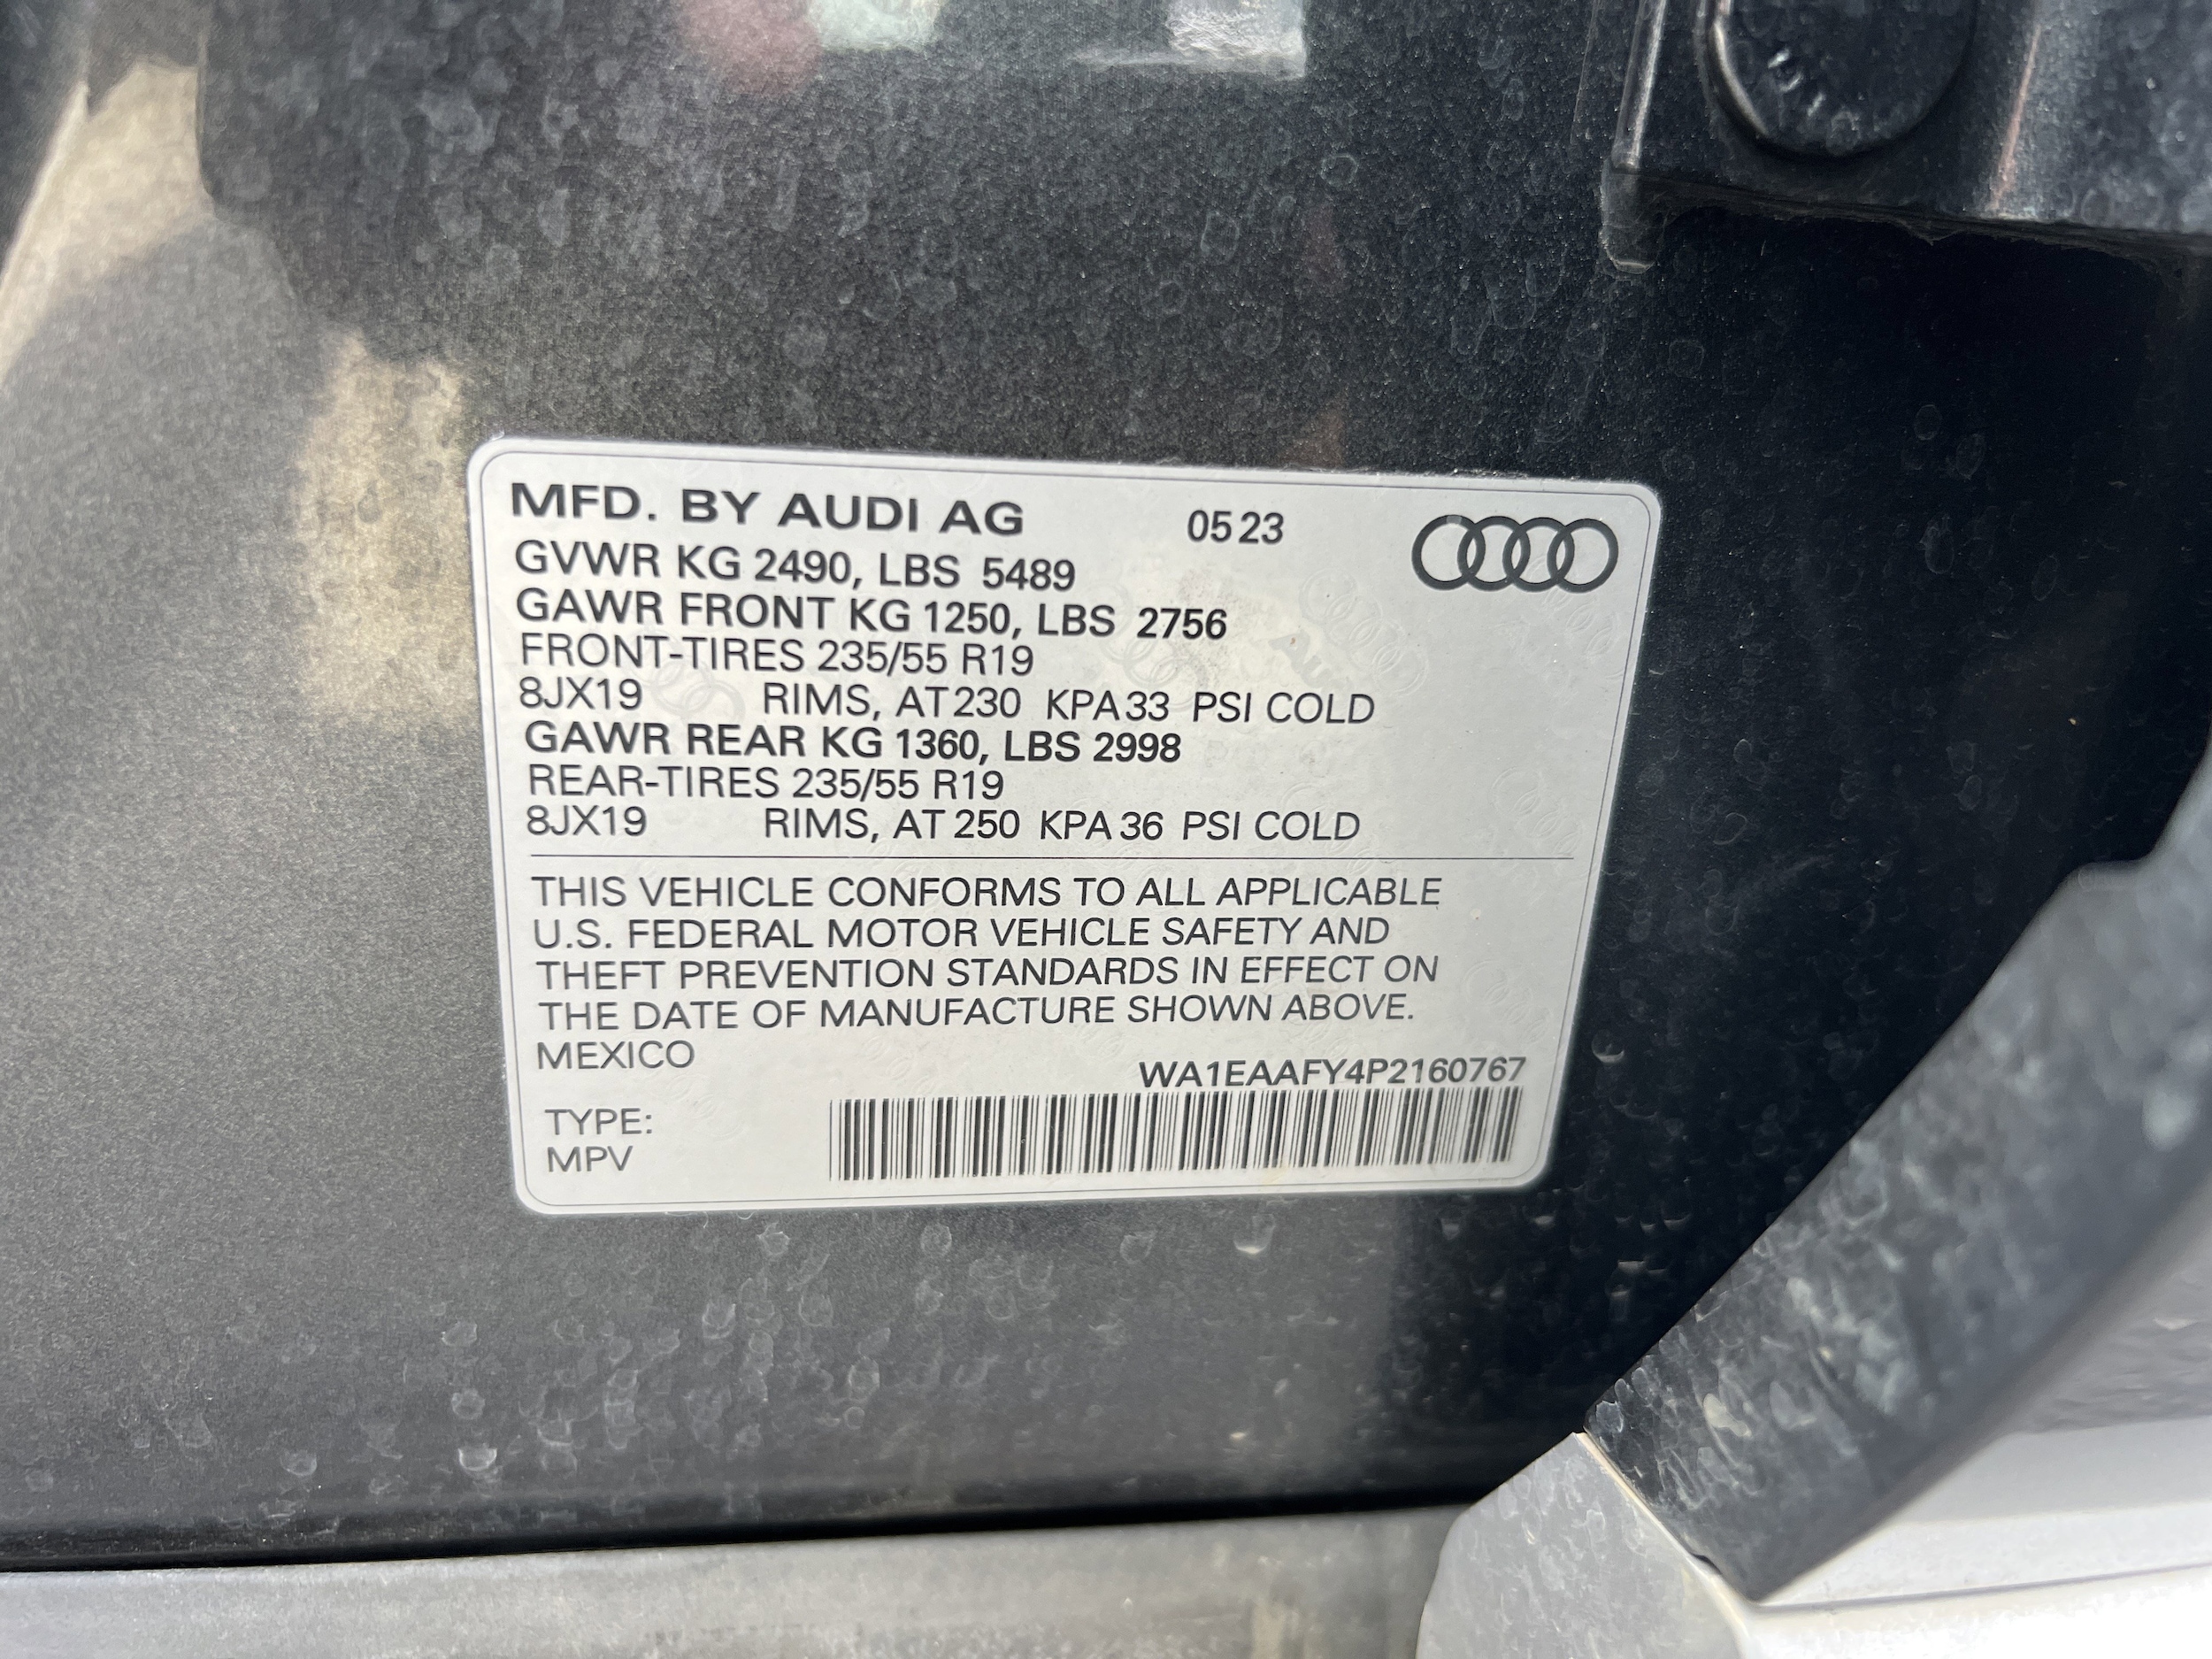 MFD. BY AUDI AG 05 23
GVWR KG 2490, LBS 5489
GAWR FRONT KG 1250, LBS 2756
FRONT-TIRES 235/55 R19
8JX19 RIMS, AT 230 KPA 33 PSI COLD
GAWR REAR KG 1360, LBS 2998
REAR-TIRES 235/55 R19
8JX19 RIMS, AT 250 KPA 36 PSI COLD
THIS VEHICLE CONFORMS TO ALL APPLICABLE
U.S. FEDERAL MOTOR VEHICLE SAFETY AND
THEFT PREVENTION STANDARDS IN EFFECT ON
THE DATE OF MANUFACTURE SHOWN ABOVE.
MEXICO
WA1EAAFY4P2160767
TYPE:
MPV